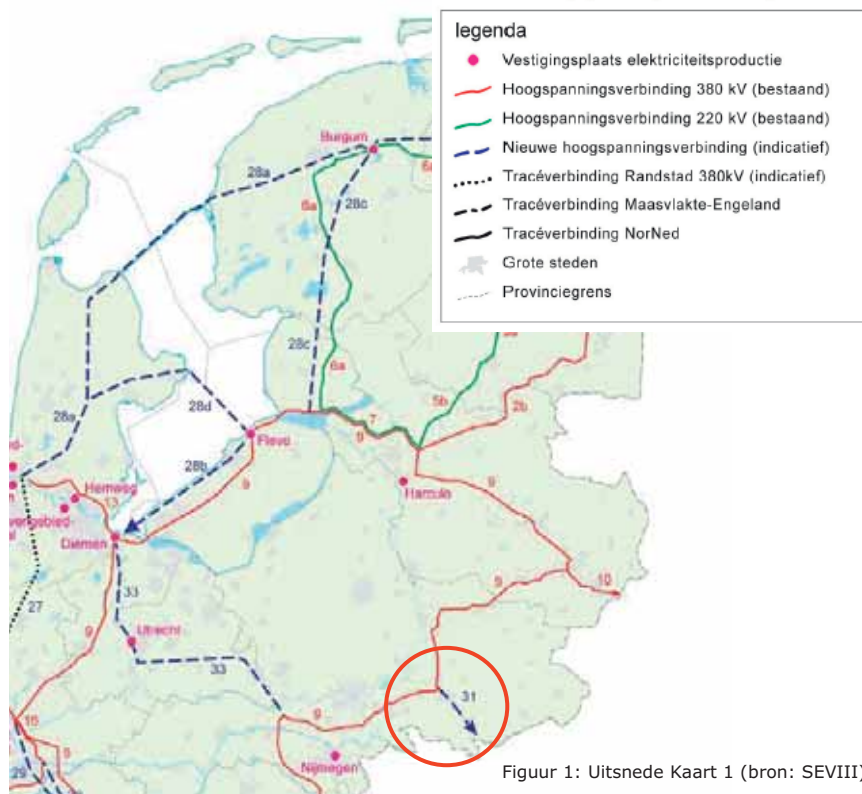 legenda
Vestigingsplaats elektriciteitsproductie
Hoogspanningsverbinding 380 kV (bestaand)
Hoogspanningsverbinding 220 kV (bestaand)
Nieuwe hoogspanningsverbinding (indicatief)
Tracéverbinding Randstad 380kV (indicatief)
Tracéverbinding Maasvlakte-Engeland
Tracéverbinding NorNed
Grote steden
Provinciegrens
Burgum
28a
6a
28c
28c
6a
5b
2b
7
9
28a
28d
Flevo
28b
9
Harculo
9
Hemweg
13
Diemen
9
10
33
27
9
Utrecht
33
31
9
15
9
29
Nijmegen
Figuur 1: Uitsnede Kaart 1 (bron: SEVIII)